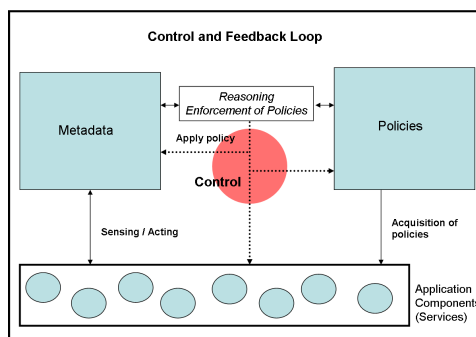 Control and Feedback Loop
Reasoning
Enforcement of Policies
Metadata
Policies
Apply policy
Control
Sensing / Acting
Acquisition of
policies
Application
Components
(Services)